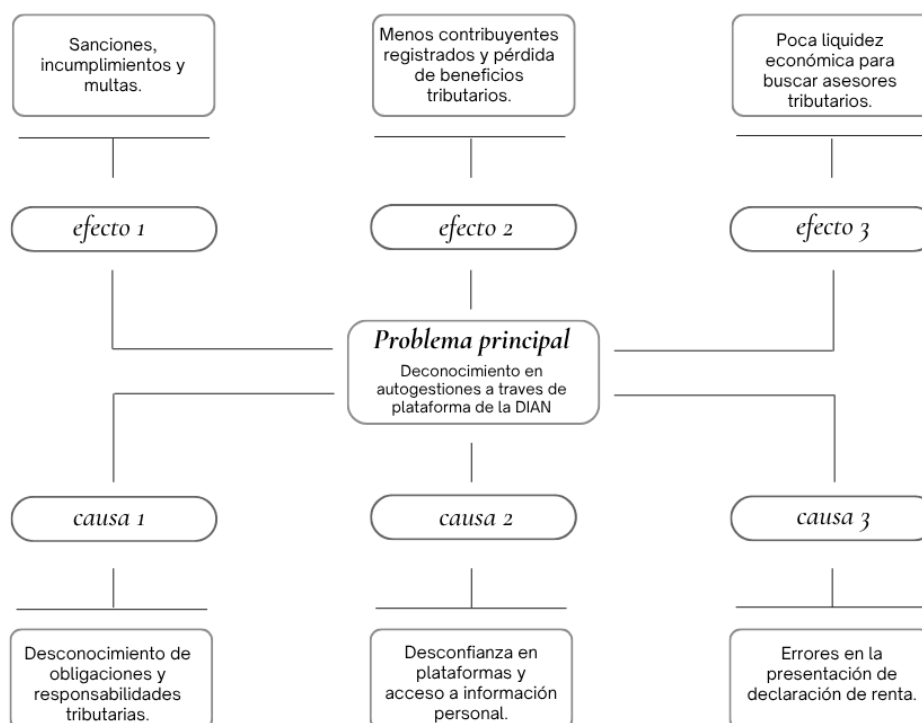 Sanciones,
incumplimientos y
multas.
Menos contribuyentes
registrados y pérdida
de beneficios
tributarios.
Poca liquidez
económica para
buscar asesores
tributarios.
efecto 1
efecto 2
efecto 3
Problema principal
Deconocimiento en
autogestiones a traves de
plataforma de la DIAN
causa 1
causa 2
causa 3
Desconocimiento de
obligaciones y
responsabilidades
tributarias.
Desconfianza en
plataformas y
acceso a información
personal.
Errores en la
presentación de
declaración de renta.